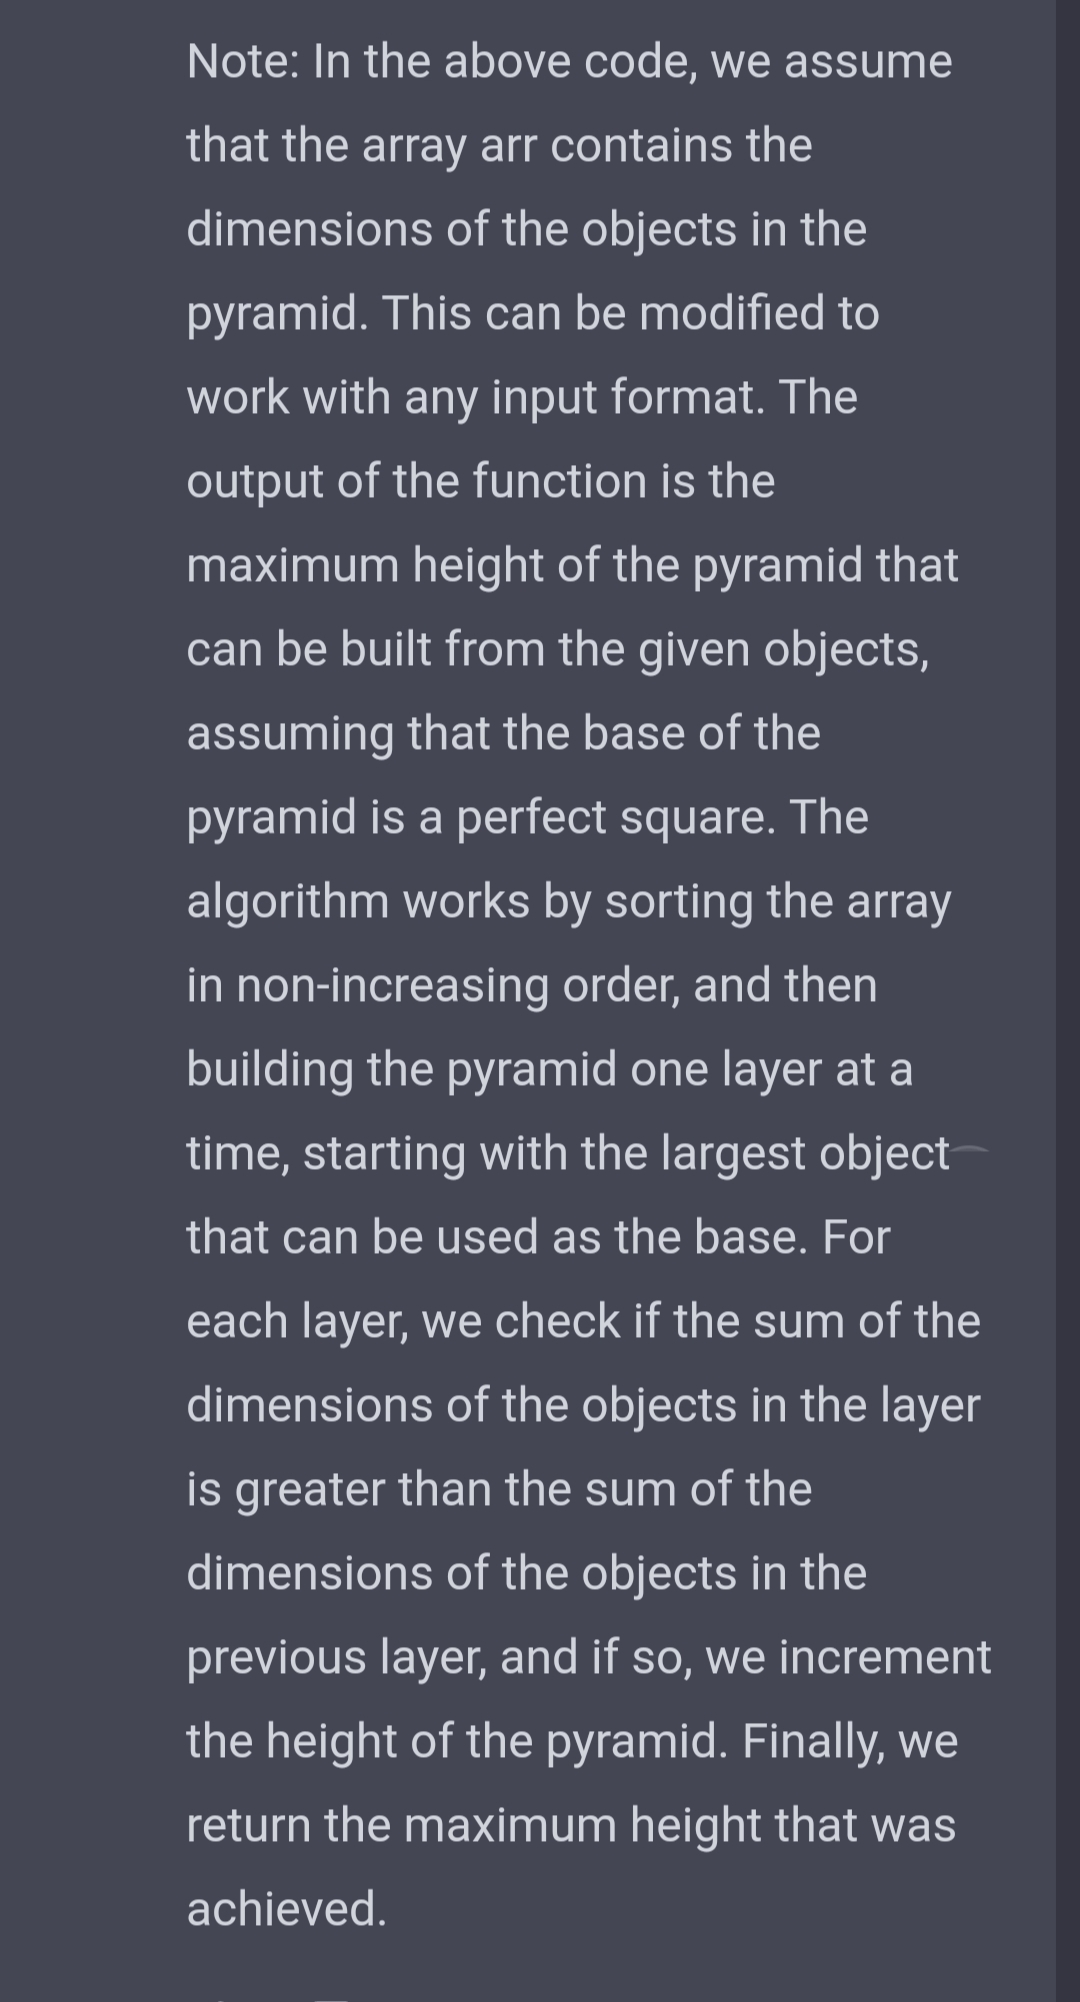 Note: In the above code, we assume
that the array arr contains the
dimensions of the objects in the
pyramid. This can be modified to
work with any input format. The
output of the function is the
maximum height of the pyramid that
can be built from the given objects,
assuming that the base of the
pyramid is a perfect square. The
algorithm works by sorting the array
in non-increasing order, and then
building the pyramid one layer at a
time, starting with the largest object
that can be used as the base. For
each layer, we check if the sum of the
dimensions of the objects in the layer
is greater than the sum of the
dimensions of the objects in the
previous layer, and if so, we increment
the height of the pyramid. Finally, we
return the maximum height that was
achieved.